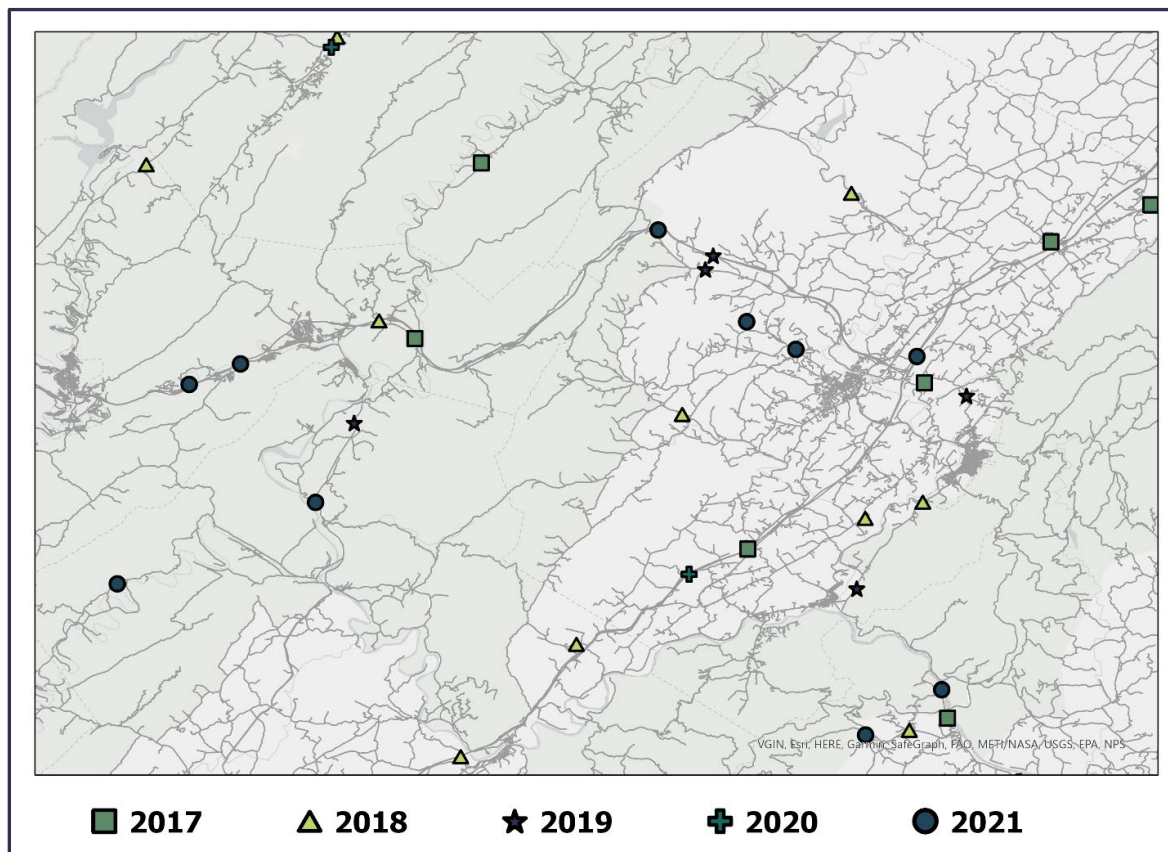 VGIN, Esri, HERE, Garmin, SafeGraph, FAO, METI/NASA, USGS, EPA, NPS
2017 2018 2019 2020 2021